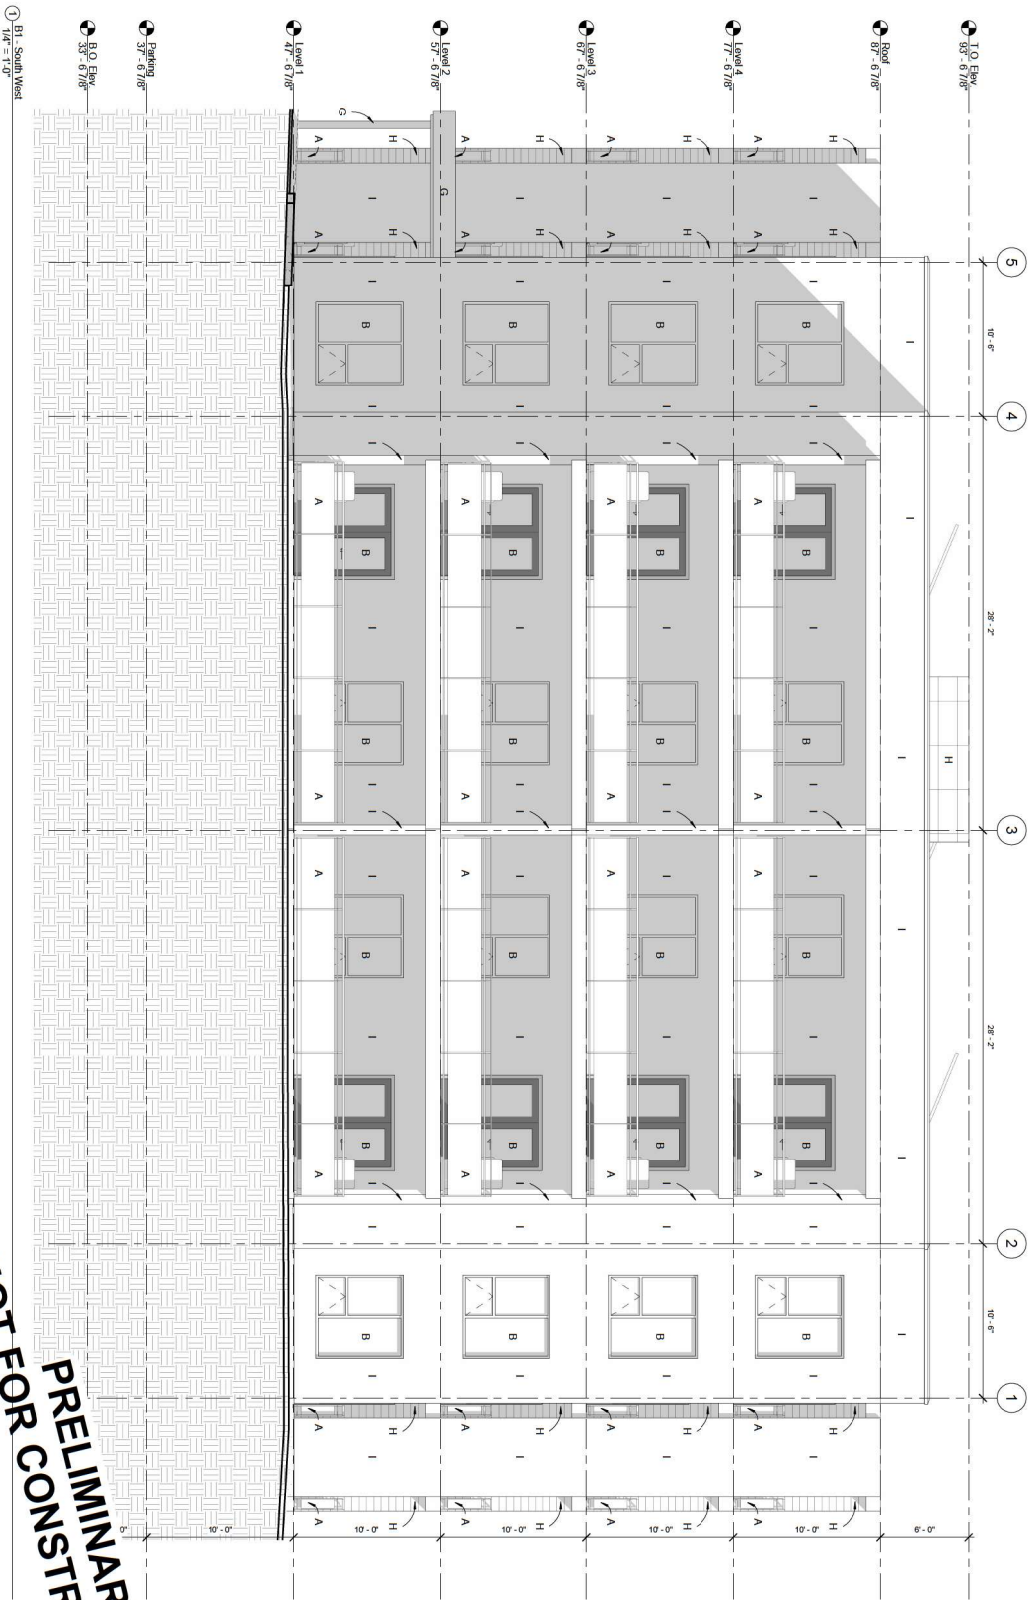 5 4 3 2 1
10' - 6" 28' - 2" 28' - 2" 10' - 6"
T.O. Elev
93' - 6 7/8"
H
6' - 0"
I I
I I I I
Roof
87' - 6 7/8"
H H H H
I I I I I I I I I I I I I
B B B B B B
10' - 0"
A A A A A A A A
Level 4
77' - 6 7/8"
H H H H
I I I I I I I I I I I I I
B B B B B B
10' - 0"
A A A A A A A A
Level 3
67' - 6 7/8"
H H H H
I I I I I I I I I I I I I
B B B B B B
10' - 0"
A A A A A A A A
Level 2
57' - 6 7/8"
G
H H H H
I I I I I I I I I I I I I
B B B B B B
10' - 0"
G
A A A A A A A A
Level 1
47' - 6 7/8"
10' - 0"
Parking
37' - 6 7/8"
0"
B.O. Elev
33' - 6 7/8"
1 B1 - South West
1/4" = 1'-0"
PRELIMINAR
OT FOR CONSTR